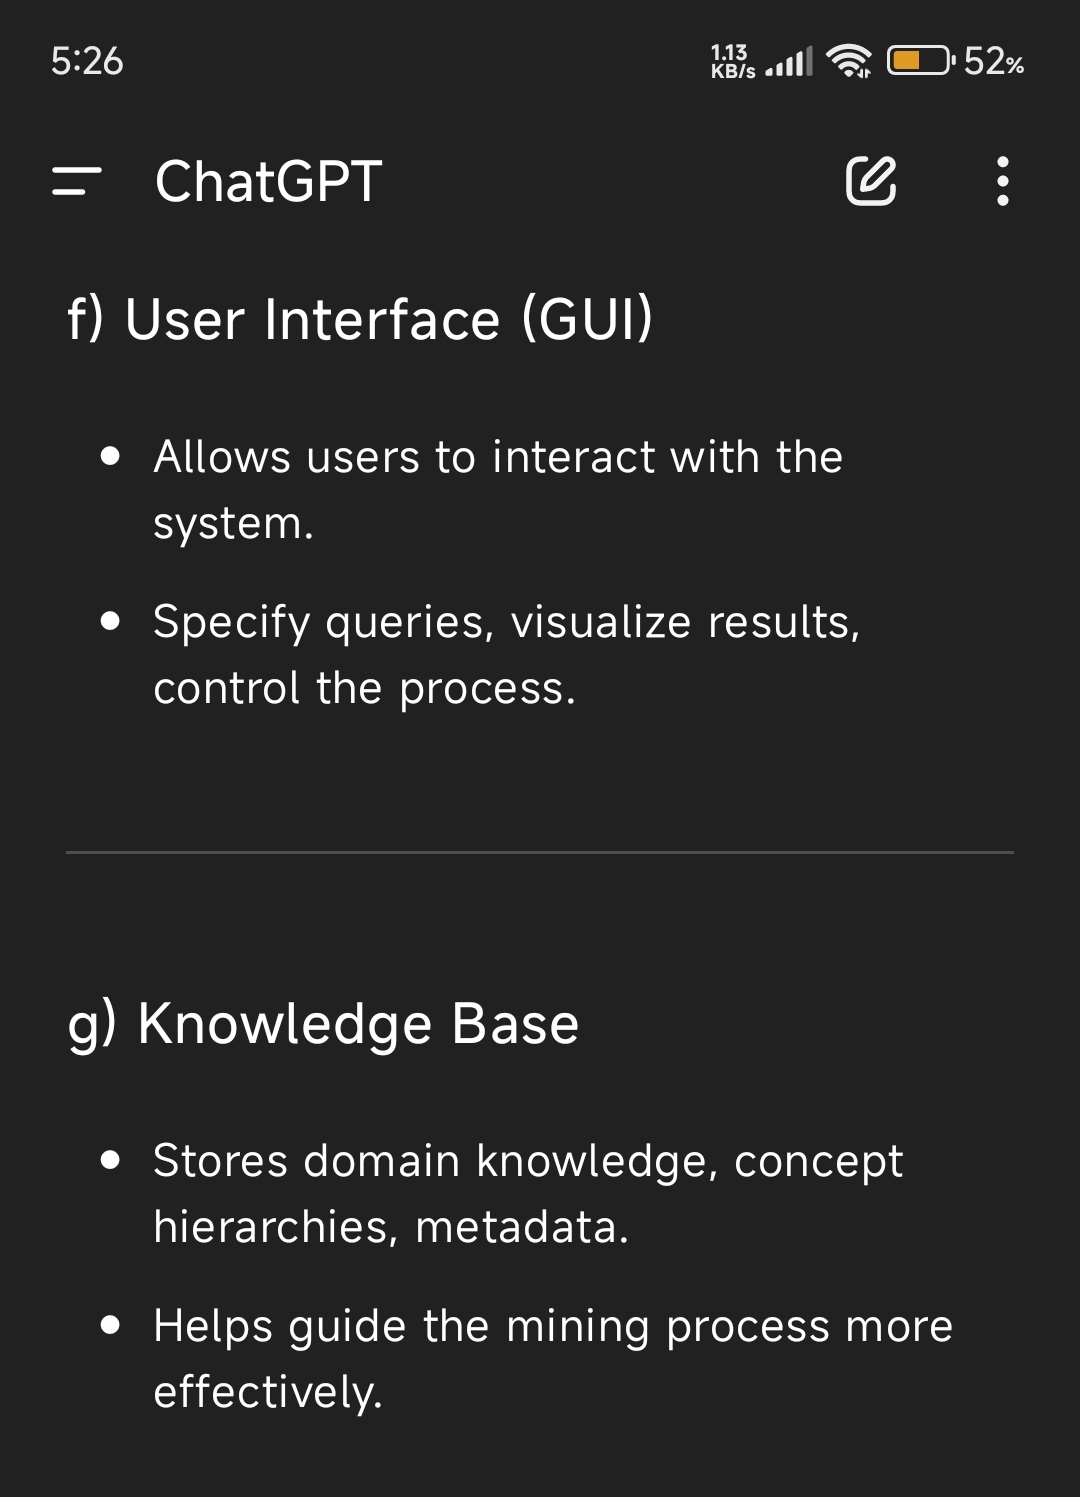 5:26
1.13
KB/s
52%
ChatGPT
f) User Interface (GUI)
• Allows users to interact with the
system.
• Specify queries, visualize results,
control the process.
g) Knowledge Base
• Stores domain knowledge, concept
hierarchies, metadata.
• Helps guide the mining process more
effectively.